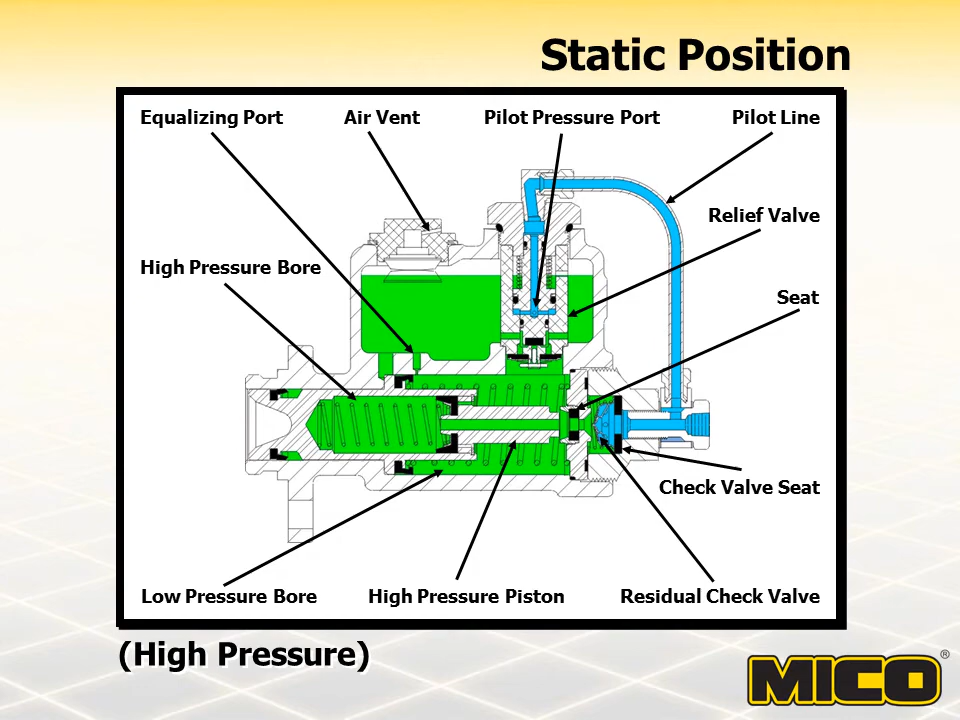 Static Position
Equalizing Port
Air Vent
Pilot Pressure Port
Pilot Line
Relief Valve
High Pressure Bore
Seat
Check Valve Seat
Low Pressure Bore
High Pressure Piston
Residual Check Valve
(High Pressure)
MICO®